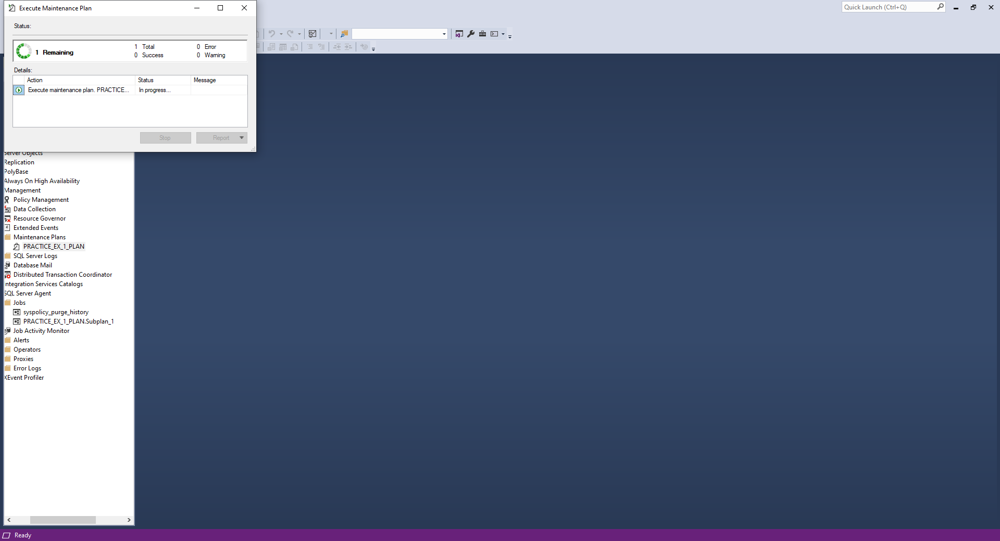 Execute Maintenance Plan
Quick Launch (Ctrl+Q)
Status:
1 Remaining
1 Total
0 Error
0 Success
0 Warning
Details:
Action Status Message
Execute maintenance plan. PRACTICE... In progress...
Stop Report
Server Objects
Replication
PolyBase
Always On High Availability
Management
Policy Management
Data Collection
Resource Governor
Extended Events
Maintenance Plans
PRACTICE_EX_1_PLAN
SQL Server Logs
Database Mail
Distributed Transaction Coordinator
Integration Services Catalogs
SQL Server Agent
Jobs
syspolicy_purge_history
PRACTICE_EX_1_PLAN.Subplan_1
Job Activity Monitor
Alerts
Operators
Proxies
Error Logs
XEvent Profiler
Ready